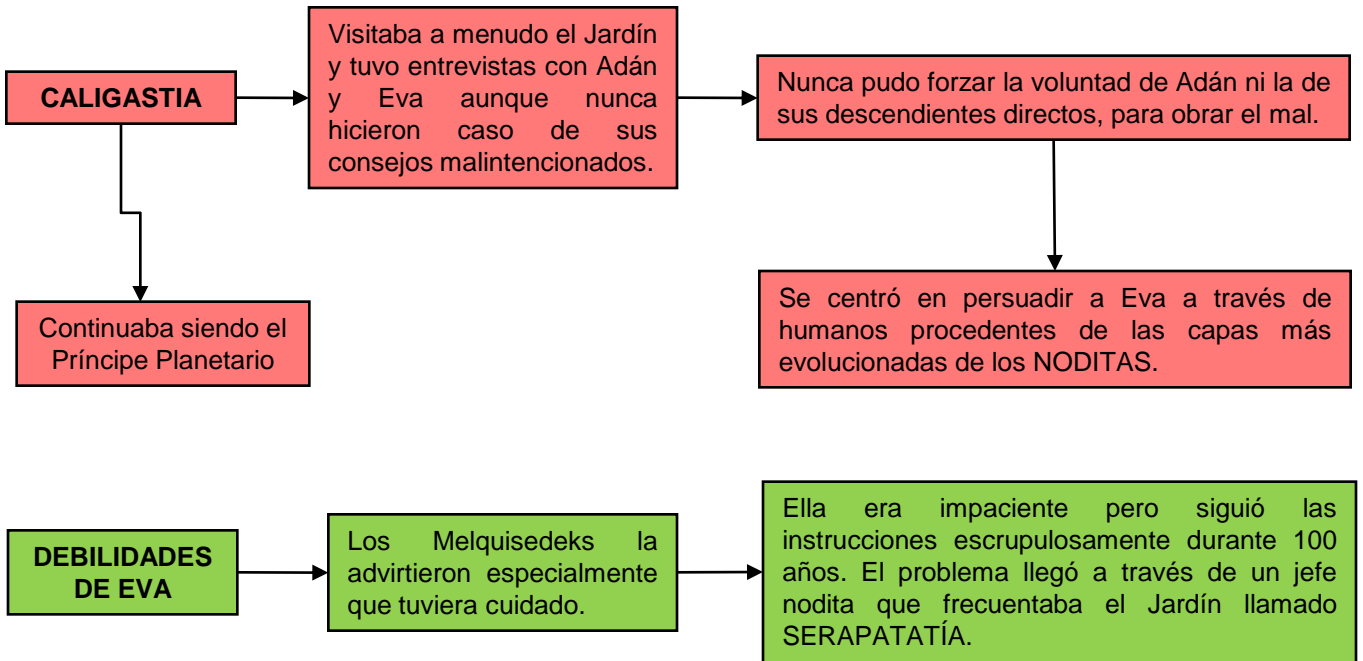 CALIGASTIA
Visitaba a menudo el Jardín
y tuvo entrevistas con Adán
y Eva aunque nunca
hicieron caso de sus
consejos malintencionados.
Nunca pudo forzar la voluntad de Adán ni la de
sus descendientes directos, para obrar el mal.
Continuaba siendo el
Príncipe Planetario
Se centró en persuadir a Eva a través de
humanos procedentes de las capas más
evolucionadas de los NODITAS.
DEBILIDADES
DE EVA
Los Melquisedeks la
advirtieron especialmente
que tuviera cuidado.
Ella era impaciente pero siguió las
instrucciones escrupulosamente durante 100
años. El problema llegó a través de un jefe
nodita que frecuentaba el Jardín llamado
SERAPATATÍA.